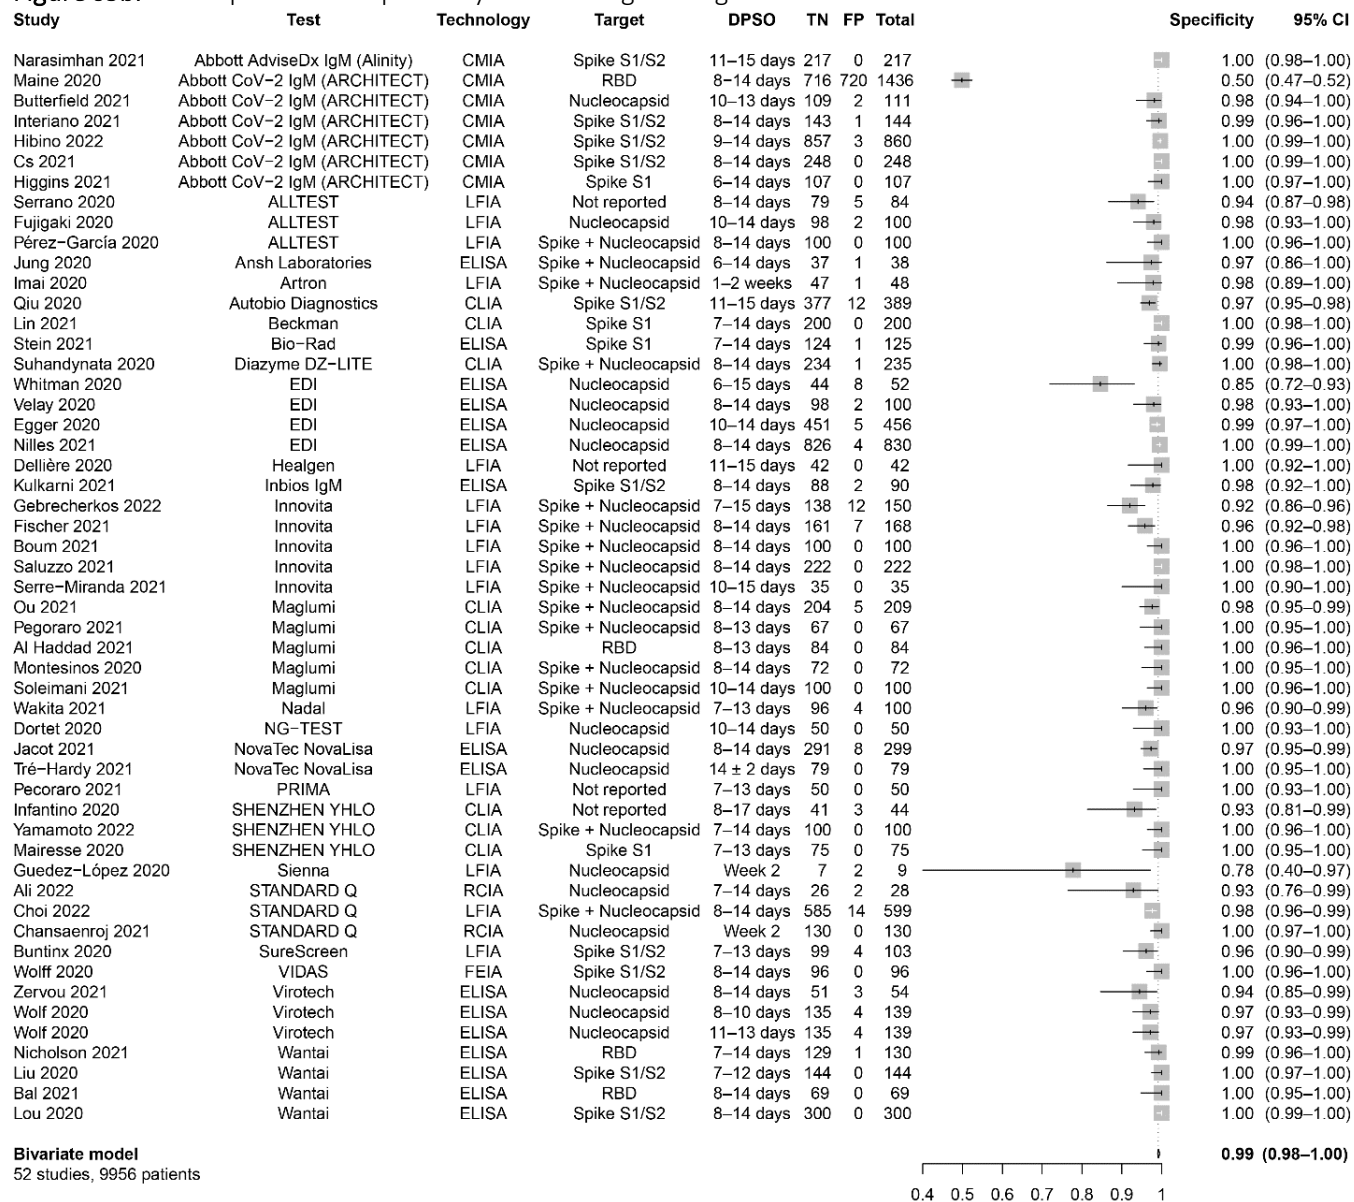 Study Test Technology Target DPSO TN FP Total Specificity 95% CI
Narasimhan 2021 Abbott AdviseDx IgM (Alinity) CMIA Spike S1/S2 11−15 days 217 0 217 1.00 (0.98−1.00)
Maine 2020 Abbott CoV−2 IgM (ARCHITECT) CMIA RBD 8−14 days 716 720 1436 0.50 (0.47−0.52)
Butterfield 2021 Abbott CoV−2 IgM (ARCHITECT) CMIA Nucleocapsid 10−13 days 109 2 111 0.98 (0.94−1.00)
Interiano 2021 Abbott CoV−2 IgM (ARCHITECT) CMIA Spike S1/S2 8−14 days 143 1 144 0.99 (0.96−1.00)
Hibino 2022 Abbott CoV−2 IgM (ARCHITECT) CMIA Spike S1/S2 9−14 days 857 3 860 1.00 (0.99−1.00)
Cs 2021 Abbott CoV−2 IgM (ARCHITECT) CMIA Spike S1/S2 8−14 days 248 0 248 1.00 (0.99−1.00)
Higgins 2021 Abbott CoV−2 IgM (ARCHITECT) CMIA Spike S1 6−14 days 107 0 107 1.00 (0.97−1.00)
Serrano 2020 ALLTEST LFIA Not reported 8−14 days 79 5 84 0.94 (0.87−0.98)
Fujigaki 2020 ALLTEST LFIA Nucleocapsid 10−14 days 98 2 100 0.98 (0.93−1.00)
Pérez−García 2020 ALLTEST LFIA Spike + Nucleocapsid 8−14 days 100 0 100 1.00 (0.96−1.00)
Jung 2020 Ansh Laboratories ELISA Spike + Nucleocapsid 6−14 days 37 1 38 0.97 (0.86−1.00)
Imai 2020 Artron LFIA Spike + Nucleocapsid 1−2 weeks 47 1 48 0.98 (0.89−1.00)
Qiu 2020 Autobio Diagnostics CLIA Spike S1/S2 11−15 days 377 12 389 0.97 (0.95−0.98)
Lin 2021 Beckman CLIA Spike S1 7−14 days 200 0 200 1.00 (0.98−1.00)
Stein 2021 Bio−Rad ELISA Spike S1 7−14 days 124 1 125 0.99 (0.96−1.00)
Suhandynata 2020 Diazyme DZ−LITE CLIA Spike + Nucleocapsid 8−14 days 234 1 235 1.00 (0.98−1.00)
Whitman 2020 EDI ELISA Nucleocapsid 6−15 days 44 8 52 0.85 (0.72−0.93)
Velay 2020 EDI ELISA Nucleocapsid 8−14 days 98 2 100 0.98 (0.93−1.00)
Egger 2020 EDI ELISA Nucleocapsid 10−14 days 451 5 456 0.99 (0.97−1.00)
Nilles 2021 EDI ELISA Nucleocapsid 8−14 days 826 4 830 1.00 (0.99−1.00)
Dellière 2020 Healgen LFIA Not reported 11−15 days 42 0 42 1.00 (0.92−1.00)
Kulkarni 2021 Inbios IgM ELISA Spike S1/S2 8−14 days 88 2 90 0.98 (0.92−1.00)
Gebrecherkos 2022 Innovita LFIA Spike + Nucleocapsid 7−15 days 138 12 150 0.92 (0.86−0.96)
Fischer 2021 Innovita LFIA Spike + Nucleocapsid 8−14 days 161 7 168 0.96 (0.92−0.98)
Boum 2021 Innovita LFIA Spike + Nucleocapsid 8−14 days 100 0 100 1.00 (0.96−1.00)
Saluzzo 2021 Innovita LFIA Spike + Nucleocapsid 8−14 days 222 0 222 1.00 (0.98−1.00)
Serre−Miranda 2021 Innovita LFIA Spike + Nucleocapsid 10−15 days 35 0 35 1.00 (0.90−1.00)
Ou 2021 Maglumi CLIA Spike + Nucleocapsid 8−14 days 204 5 209 0.98 (0.95−0.99)
Pegoraro 2021 Maglumi CLIA Spike + Nucleocapsid 8−13 days 67 0 67 1.00 (0.95−1.00)
Al Haddad 2021 Maglumi CLIA RBD 8−13 days 84 0 84 1.00 (0.96−1.00)
Montesinos 2020 Maglumi CLIA Spike + Nucleocapsid 8−14 days 72 0 72 1.00 (0.95−1.00)
Soleimani 2021 Maglumi CLIA Spike + Nucleocapsid 10−14 days 100 0 100 1.00 (0.96−1.00)
Wakita 2021 Nadal LFIA Spike + Nucleocapsid 7−13 days 96 4 100 0.96 (0.90−0.99)
Dortet 2020 NG−TEST LFIA Nucleocapsid 10−14 days 50 0 50 1.00 (0.93−1.00)
Jacot 2021 NovaTec NovaLisa ELISA Nucleocapsid 8−14 days 291 8 299 0.97 (0.95−0.99)
Tré−Hardy 2021 NovaTec NovaLisa ELISA Nucleocapsid 14 ± 2 days 79 0 79 1.00 (0.95−1.00)
Pecoraro 2021 PRIMA LFIA Not reported 7−13 days 50 0 50 1.00 (0.93−1.00)
Infantino 2020 SHENZHEN YHLO CLIA Not reported 8−17 days 41 3 44 0.93 (0.81−0.99)
Yamamoto 2022 SHENZHEN YHLO CLIA Spike + Nucleocapsid 7−14 days 100 0 100 1.00 (0.96−1.00)
Mairesse 2020 SHENZHEN YHLO CLIA Spike S1 7−13 days 75 0 75 1.00 (0.95−1.00)
Guedez−López 2020 Sienna LFIA Nucleocapsid Week 2 7 2 9 0.78 (0.40−0.97)
Ali 2022 STANDARD Q RCIA Nucleocapsid 7−14 days 26 2 28 0.93 (0.76−0.99)
Choi 2022 STANDARD Q LFIA Spike + Nucleocapsid 8−14 days 585 14 599 0.98 (0.96−0.99)
Chansaenroj 2021 STANDARD Q RCIA Nucleocapsid Week 2 130 0 130 1.00 (0.97−1.00)
Buntinx 2020 SureScreen LFIA Spike S1/S2 7−13 days 99 4 103 0.96 (0.90−0.99)
Wolff 2020 VIDAS FEIA Spike S1/S2 8−14 days 96 0 96 1.00 (0.96−1.00)
Zervou 2021 Virotech ELISA Nucleocapsid 8−14 days 51 3 54 0.94 (0.85−0.99)
Wolf 2020 Virotech ELISA Nucleocapsid 8−10 days 135 4 139 0.97 (0.93−0.99)
Wolf 2020 Virotech ELISA Nucleocapsid 11−13 days 135 4 139 0.97 (0.93−0.99)
Nicholson 2021 Wantai ELISA RBD 7−14 days 129 1 130 0.99 (0.96−1.00)
Liu 2020 Wantai ELISA Spike S1/S2 7−12 days 144 0 144 1.00 (0.97−1.00)
Bal 2021 Wantai ELISA RBD 8−14 days 69 0 69 1.00 (0.95−1.00)
Lou 2020 Wantai ELISA Spike S1/S2 8−14 days 300 0 300 1.00 (0.99−1.00)
Bivariate model 0.99 (0.98−1.00)
52 studies, 9956 patients
0.4 0.5 0.6 0.7 0.8 0.9 1